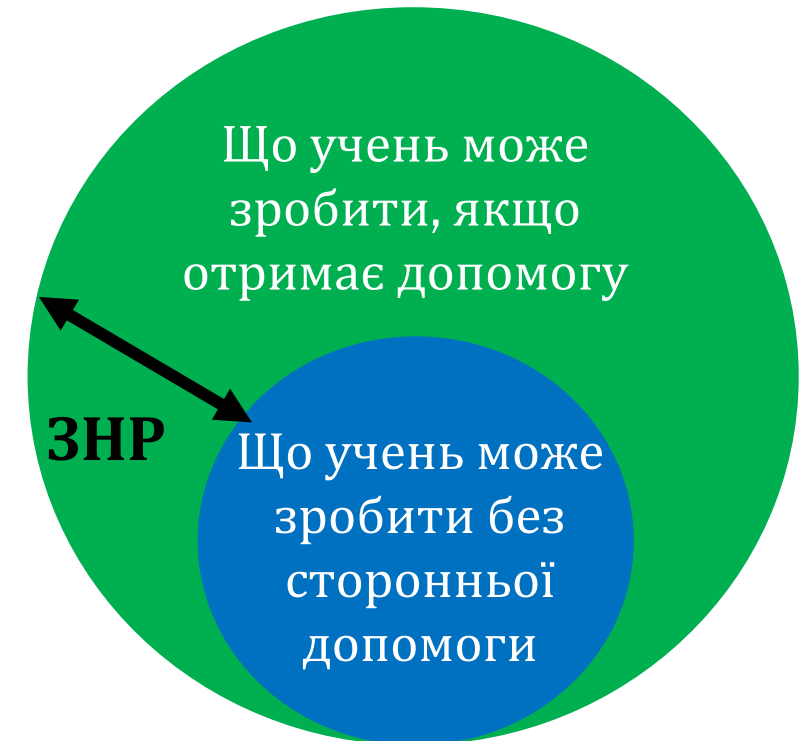 Що учень може
зробити, якщо
отримає допомогу
ЗНР
Що учень може
зробити без
сторонньої
допомоги